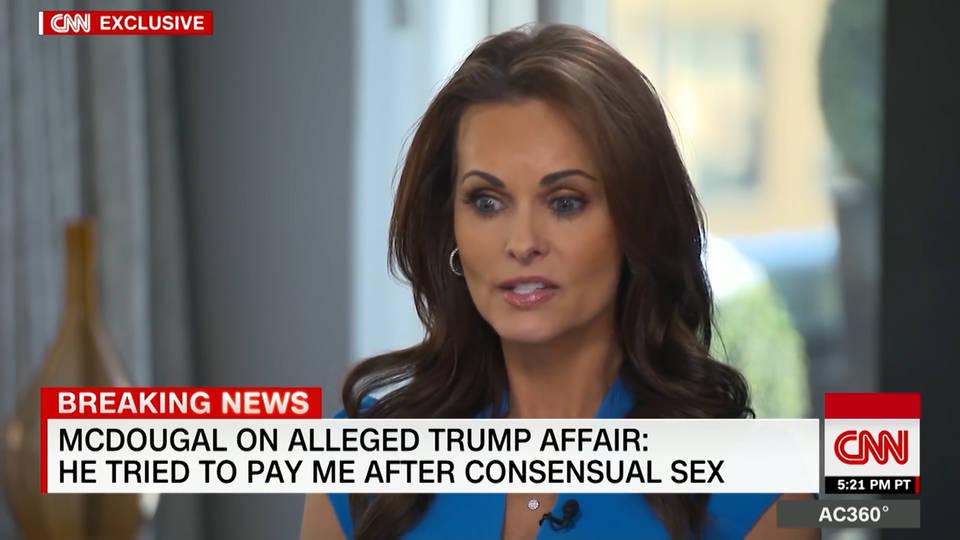 CNN EXCLUSIVE
BREAKING NEWS
MCDOUGAL ON ALLEGED TRUMP AFFAIR:
HE TRIED TO PAY ME AFTER CONSENSUAL SEX
CNN
5:21 PM PT
AC360°